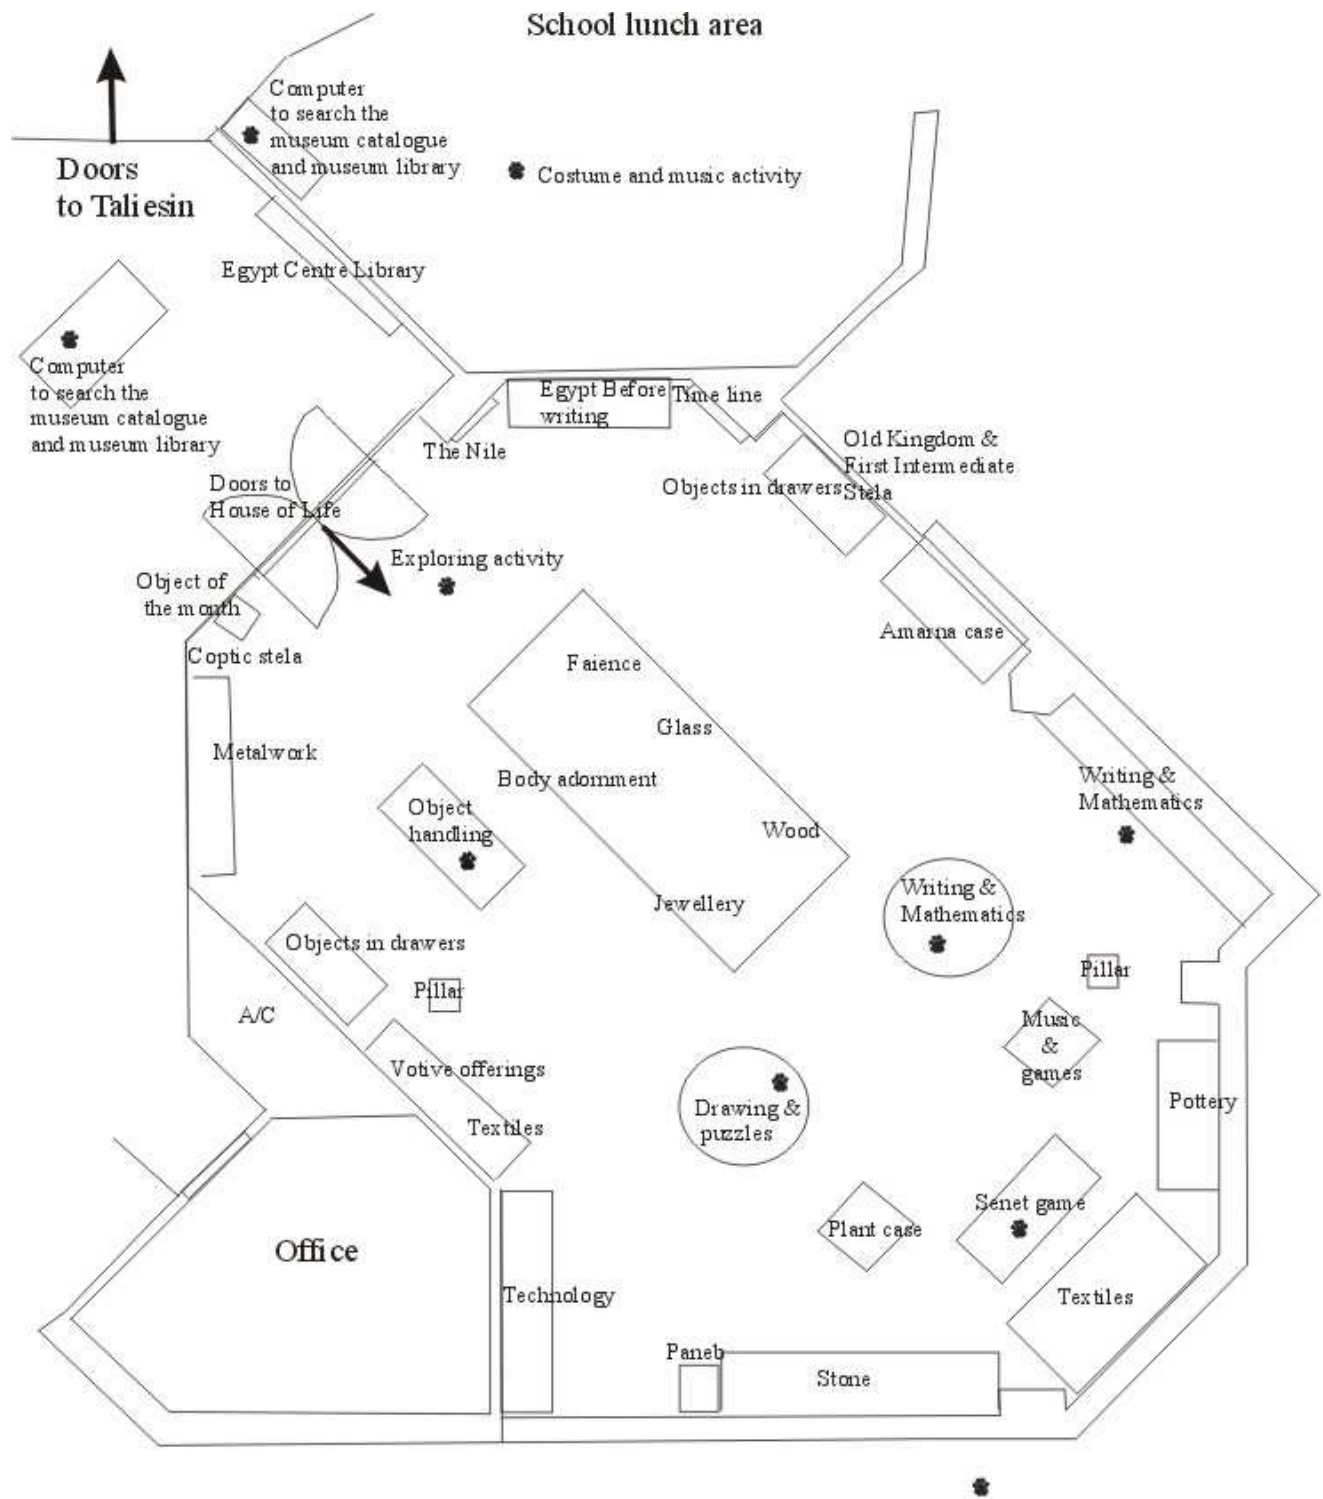 School lunch area
Computer
to search the
museum catalogue
and museum library
Costume and music activity
Doors
to Taliesin
Egypt Centre Library
Computer
to search the
museum catalogue
and museum library
Egypt Before
writing
Time line
The Nile
Old Kingdom &
First Intermediate
Stela
Objects in drawers
Doors to
House of Life
Exploring activity
Object of
the month
Coptic stela
Amarna case
Faience
Glass
Metalwork
Body adornment
Writing &
Mathematics
Object
handling
Wood
Jewellery
Writing &
Mathematics
Objects in drawers
Pillar
Pillar
A/C
Music
&
games
Votive offerings
Textiles
Drawing &
puzzles
Pottery
Senet game
Plant case
Office
Technology
Textiles
Paneb
Stone